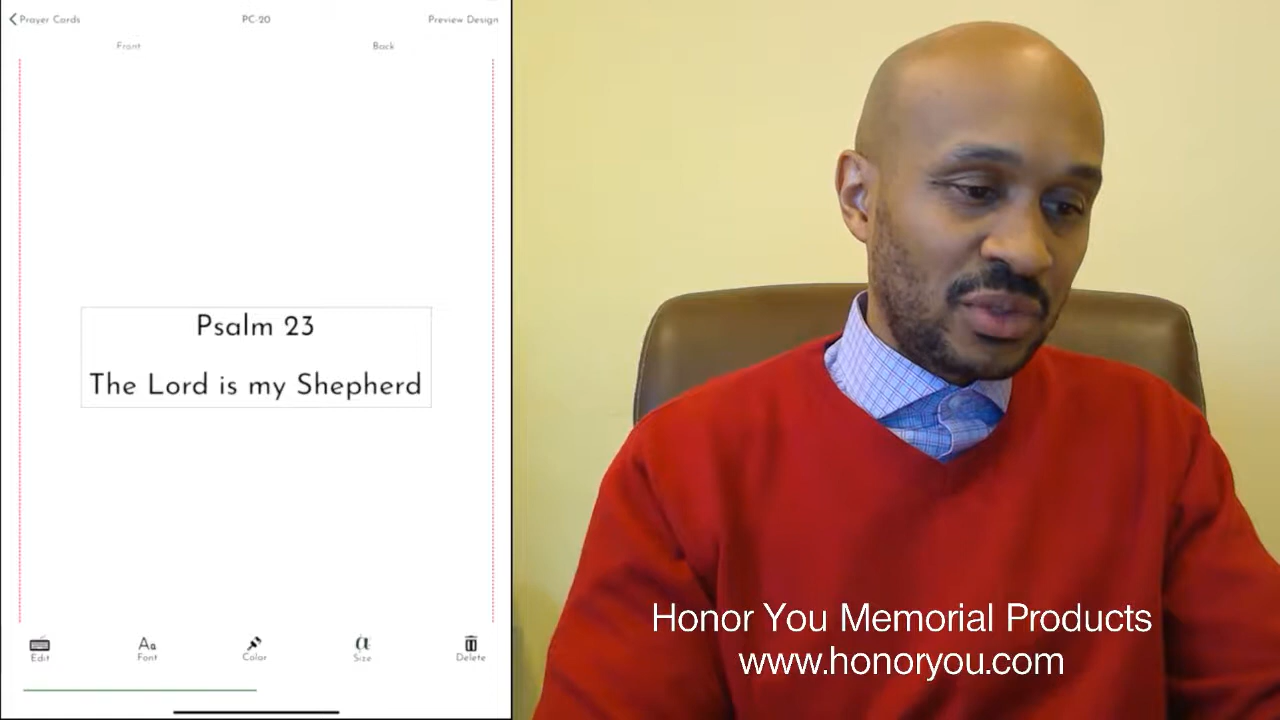 Prayer Cards PC-20 Preview Design
Front Back
Psalm 23
The Lord is my Shepherd
Edit Font Color Size Delete
Aa
a
Honor You Memorial Products
www.honoryou.com